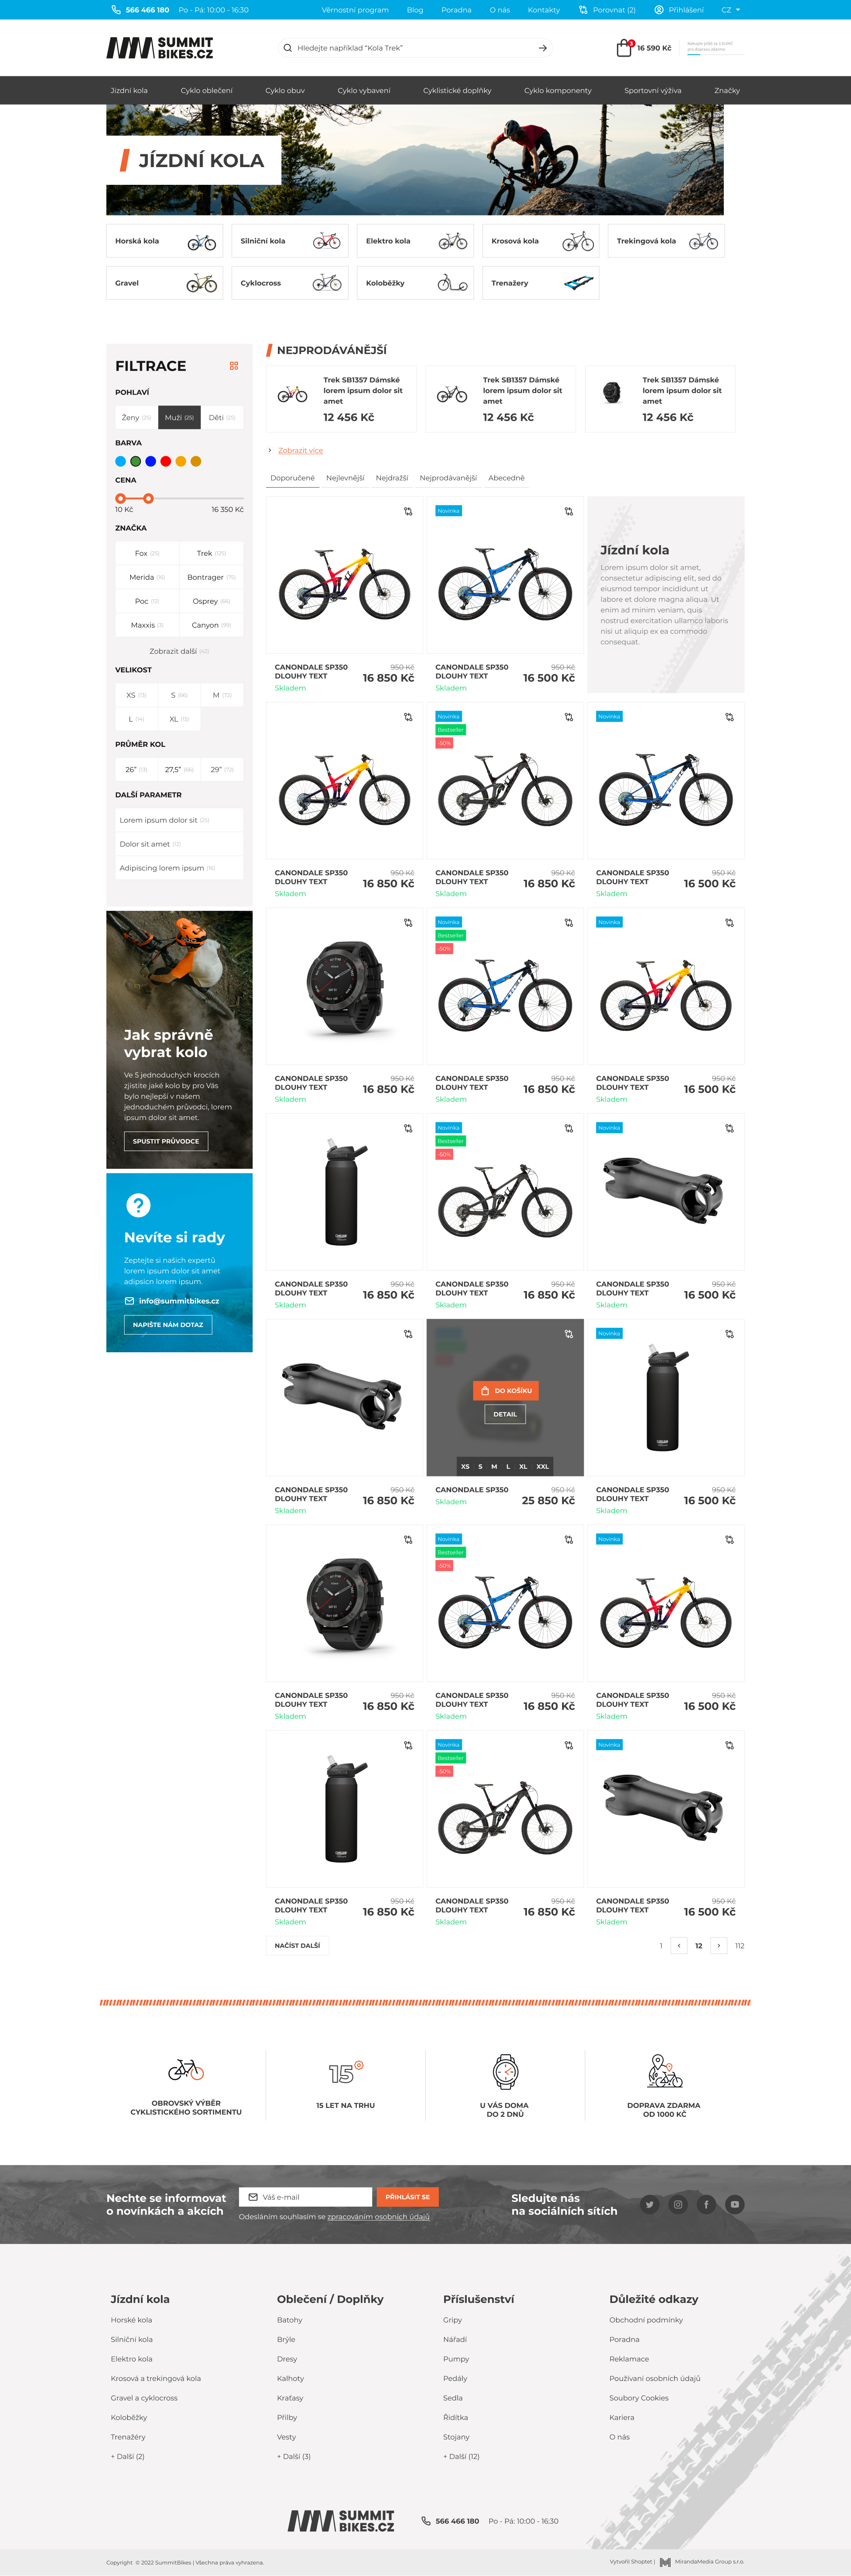 566 466 180 Po - Pá: 10:00 - 16:30 Věrnostní program Blog Poradna O nás Kontakty Porovnat (2) Přihlášení CZ
SUMMIT
BIKES.CZ
Hledejte například "Kola Trek"
3
16 590 Kč
Jízdní kola Cyklo oblečení Cyklo obuv Cyklo vybavení Cyklistické doplňky Cyklo komponenty Sportovní výživa Značky
JÍZDNÍ KOLA
Horská kola Silniční kola Elektro kola Krosová kola Trekingová kola
Gravel Cyklocross Koloběžky Trenažery
FILTRACE
POHLAVÍ
Ženy (25) Muži (25) Děti (25)
BARVA
CENA
10 Kč 16 350 Kč
ZNAČKA
Fox (25) Trek (125)
Merida (16) Bontrager (75)
Poc (12) Osprey (66)
Maxxis (3) Canyon (99)
Zobrazit další (42)
VELIKOST
XS (13) S (66) M (72)
L (14) XL (15)
PRŮMĚR KOL
26" (13) 27,5" (66) 29" (72)
DALŠÍ PARAMETR
Lorem ipsum dolor sit (25)
Dolor sit amet (12)
Adipiscing lorem ipsum (16)
Jak správně
vybrat kolo
Ve 5 jednoduchých krocích
zjistíte jaké kolo by pro Vás
bylo nejlepší v našem
jednoduchém průvodci, lorem
ipsum dolor sit amet.
SPUSTIT PRŮVODCE
?
Nevíte si rady
Zeptejte si našich expertů
lorem ipsum dolor sit amet
adipsicn lorem ipsum.
info@summitbikes.cz
NAPIŠTE NÁM DOTAZ
NEJPRODÁVANĚJŠÍ
Trek SB1357 Dámské
lorem ipsum dolor sit
amet
12 456 Kč
Trek SB1357 Dámské
lorem ipsum dolor sit
amet
12 456 Kč
Trek SB1357 Dámské
lorem ipsum dolor sit
amet
12 456 Kč
Zobrazit více
Doporučené Nejlevnější Nejdražší Nejprodávanější Abecedně
Novinka
TREK
CANONDALE SP350 950 Kč
DLOUHY TEXT 16 850 Kč
Skladem
CANONDALE SP350 950 Kč
DLOUHY TEXT 16 500 Kč
Skladem
Jízdní kola
Lorem ipsum dolor sit amet,
consectetur adipiscing elit, sed do
eiusmod tempor incididunt ut
labore et dolore magna aliqua. Ut
enim ad minim veniam, quis
nostrud exercitation ullamco laboris
nisi ut aliquip ex ea commodo
consequat.
Novinka
Bestseller
-50%
Novinka
CANONDALE SP350 950 Kč
DLOUHY TEXT 16 850 Kč
Skladem
CANONDALE SP350 950 Kč
DLOUHY TEXT 16 850 Kč
Skladem
CANONDALE SP350 950 Kč
DLOUHY TEXT 16 500 Kč
Skladem
Novinka
Bestseller
-50%
TREK
Novinka
CANONDALE SP350 950 Kč
DLOUHY TEXT 16 850 Kč
Skladem
CANONDALE SP350 950 Kč
DLOUHY TEXT 16 850 Kč
Skladem
CANONDALE SP350 950 Kč
DLOUHY TEXT 16 500 Kč
Skladem
CAMELBAK
Novinka
Bestseller
-50%
Novinka
CANONDALE SP350 950 Kč
DLOUHY TEXT 16 850 Kč
Skladem
CANONDALE SP350 950 Kč
DLOUHY TEXT 16 850 Kč
Skladem
CANONDALE SP350 950 Kč
DLOUHY TEXT 16 500 Kč
Skladem
DO KOŠÍKU
DETAIL
XS S M L XL XXL
Novinka
CAMELBAK
CANONDALE SP350 950 Kč
DLOUHY TEXT 16 850 Kč
Skladem
CANONDALE SP350 950 Kč
Skladem 25 850 Kč
CANONDALE SP350 950 Kč
DLOUHY TEXT 16 500 Kč
Skladem
Novinka
Bestseller
-50%
TREK
Novinka
CANONDALE SP350 950 Kč
DLOUHY TEXT 16 850 Kč
Skladem
CANONDALE SP350 950 Kč
DLOUHY TEXT 16 850 Kč
Skladem
CANONDALE SP350 950 Kč
DLOUHY TEXT 16 500 Kč
Skladem
CAMELBAK
Novinka
Bestseller
-50%
Novinka
CANONDALE SP350 950 Kč
DLOUHY TEXT 16 850 Kč
Skladem
CANONDALE SP350 950 Kč
DLOUHY TEXT 16 850 Kč
Skladem
CANONDALE SP350 950 Kč
DLOUHY TEXT 16 500 Kč
Skladem
NAČÍST DALŠÍ
1 12 112
OBROVSKÝ VÝBĚR
CYKLISTICKÉHO SORTIMENTU
15
15 LET NA TRHU
U VÁS DOMA
DO 2 DNŮ
DOPRAVA ZDARMA
OD 1000 KČ
Nechte se informovat
o novinkách a akcích
Váš e-mail
PŘIHLÁSIT SE
Odesláním souhlasím se zpracováním osobních údajů
Sledujte nás
na sociálních sítích
Jízdní kola
Horské kola
Silniční kola
Elektro kola
Krosová a trekingová kola
Gravel a cyklocross
Koloběžky
Trenažéry
+ Další (2)
Oblečení / Doplňky
Batohy
Brýle
Dresy
Kalhoty
Kraťasy
Přilby
Vesty
+ Další (3)
Příslušenství
Gripy
Nářadí
Pumpy
Pedály
Sedla
Řidítka
Stojany
+ Další (12)
Důležité odkazy
Obchodní podmínky
Poradna
Reklamace
Používaní osobních údajů
Soubory Cookies
Kariera
O nás
SUMMIT
BIKES.CZ
566 466 180 Po - Pá: 10:00 - 16:30
Copyright © 2022 SummitBikes | Všechna práva vyhrazena.
Vytvořil Shoptet | MirandaMedia Group s.r.o.